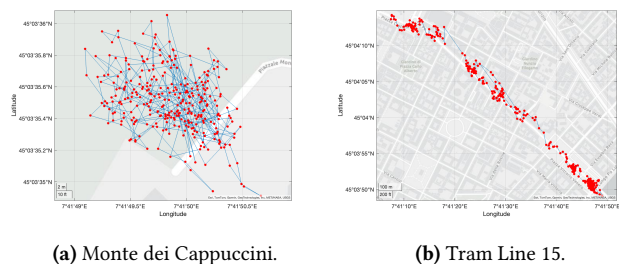 45°03'36"N
45°03'35.8"N
45°03'35.6"N
45°03'35.4"N
45°03'35.2"N
45°03'35"N
Latitude
2 m
10 ft
7°41'49"E
7°41'49.5"E
7°41'50"E
7°41'50.5"E
Longitude
45°04'10"N
45°04'05"N
45°04'N
45°03'55"N
45°03'50"N
Latitude
100 m
200 ft
7°41'10"E
7°41'20"E
7°41'30"E
7°41'40"E
7°41'50"E
Longitude
(a) Monte dei Cappuccini.
(b) Tram Line 15.